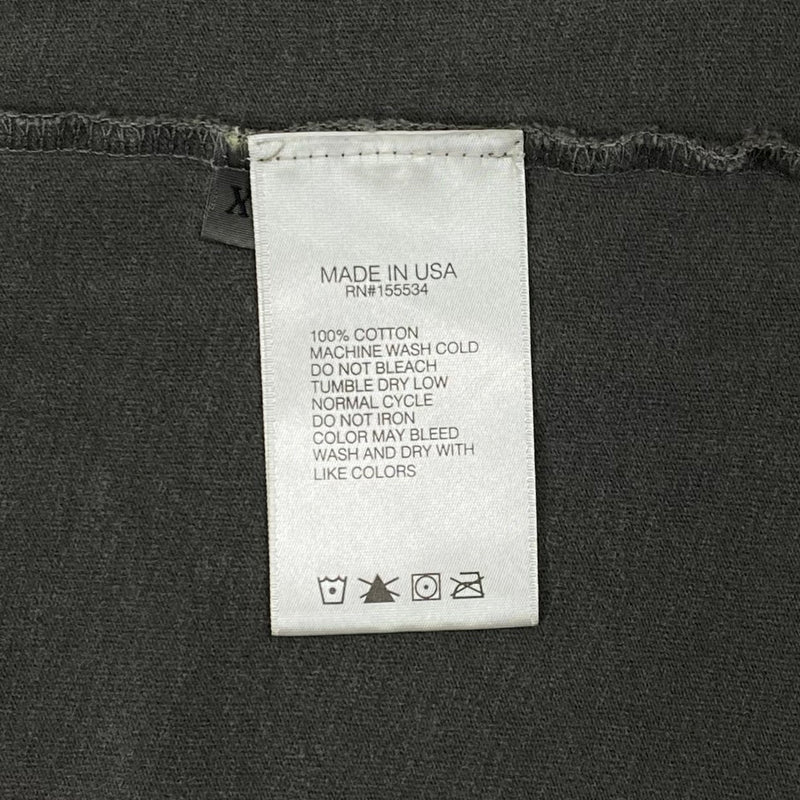 X
MADE IN USA
RN#155534
100% COTTON
MACHINE WASH COLD
DO NOT BLEACH
TUMBLE DRY LOW
NORMAL CYCLE
DO NOT IRON
COLOR MAY BLEED
WASH AND DRY WITH
LIKE COLORS